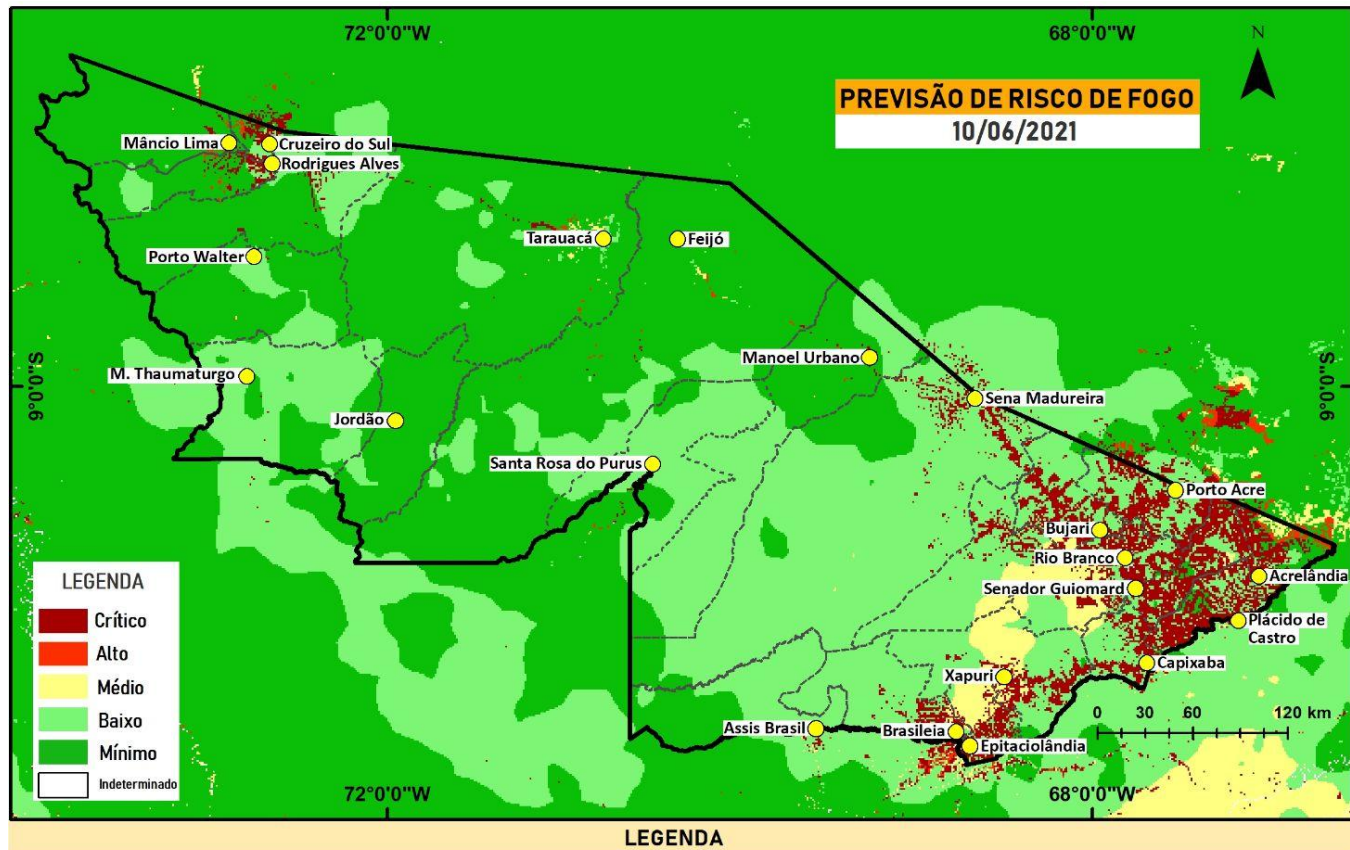 72°0'0"W
68°0'0"W
N
PREVISÃO DE RISCO DE FOGO
10/06/2021
Mâncio Lima
Cruzeiro do Sul
Rodrigues Alves
Tarauacá
Feijó
Porto Walter
Manoel Urbano
M. Thaumaturgo
9°0'0"S
9°0'0"S
Sena Madureira
Jordão
Santa Rosa do Purus
Porto Acre
Bujari
Rio Branco
LEGENDA
Acrelândia
Senador Guiomard
Crítico
Plácido de
Castro
Alto
Capixaba
Médio
Xapuri
Baixo
0 30 60 120 km
Assis Brasil
Brasileia
Mínimo
Epitaciolândia
Indeterminado
72°0'0"W
68°0'0"W
LEGENDA